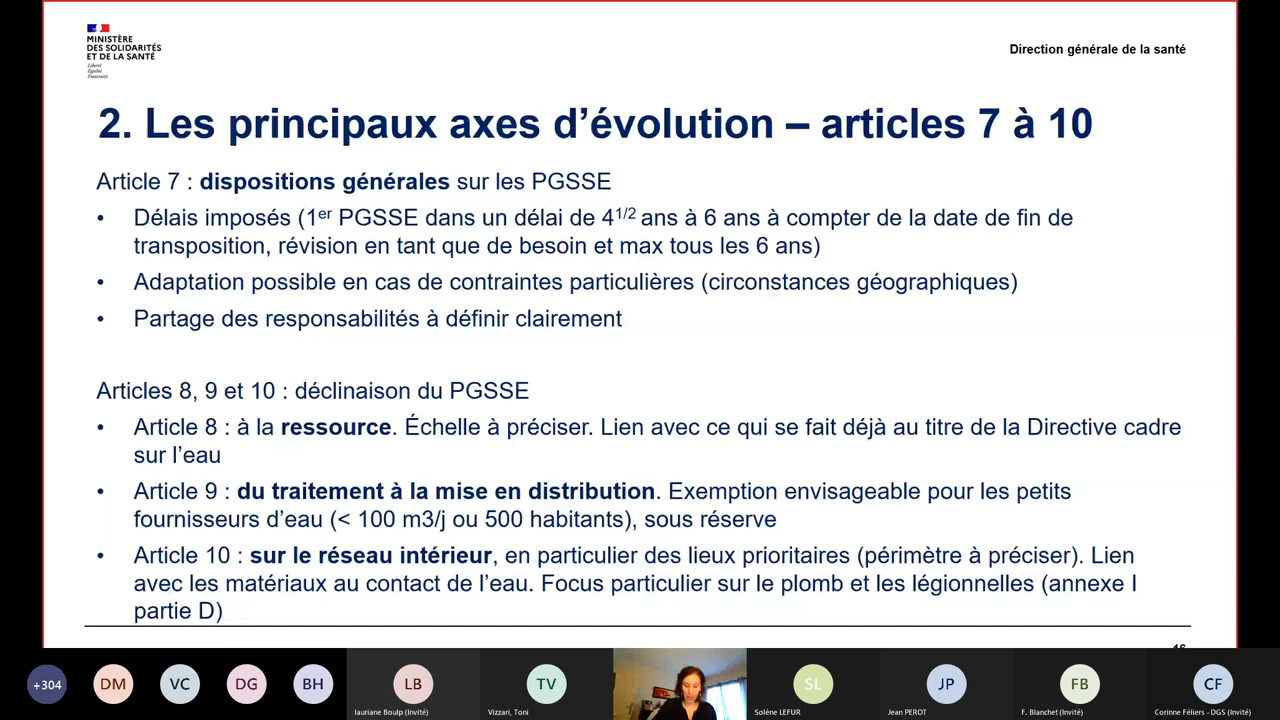 MINISTÈRE
DES SOLIDARITÉS
ET DE LA SANTÉ
Liberté
Égalité
Fraternité
Direction générale de la santé
2. Les principaux axes d’évolution – articles 7 à 10
Article 7 : dispositions générales sur les PGSSE
• Délais imposés (1er PGSSE dans un délai de 4 1/2 ans à 6 ans à compter de la date de fin de
transposition, révision en tant que de besoin et max tous les 6 ans)
• Adaptation possible en cas de contraintes particulières (circonstances géographiques)
• Partage des responsabilités à définir clairement
Articles 8, 9 et 10 : déclinaison du PGSSE
• Article 8 : à la ressource. Échelle à préciser. Lien avec ce qui se fait déjà au titre de la Directive cadre
sur l’eau
• Article 9 : du traitement à la mise en distribution. Exemption envisageable pour les petits
fournisseurs d’eau (< 100 m3/j ou 500 habitants), sous réserve
• Article 10 : sur le réseau intérieur, en particulier des lieux prioritaires (périmètre à préciser). Lien
avec les matériaux au contact de l’eau. Focus particulier sur le plomb et les légionnelles (annexe I
partie D)
+304 DM VC DG BH LB TV SL JP FB CF
lauriane Boulp (Invité) Vizzari, Toni Solène LEFUR Jean PEROT F. Blanchet (Invité) Corinne Féliers - DGS (Invité)